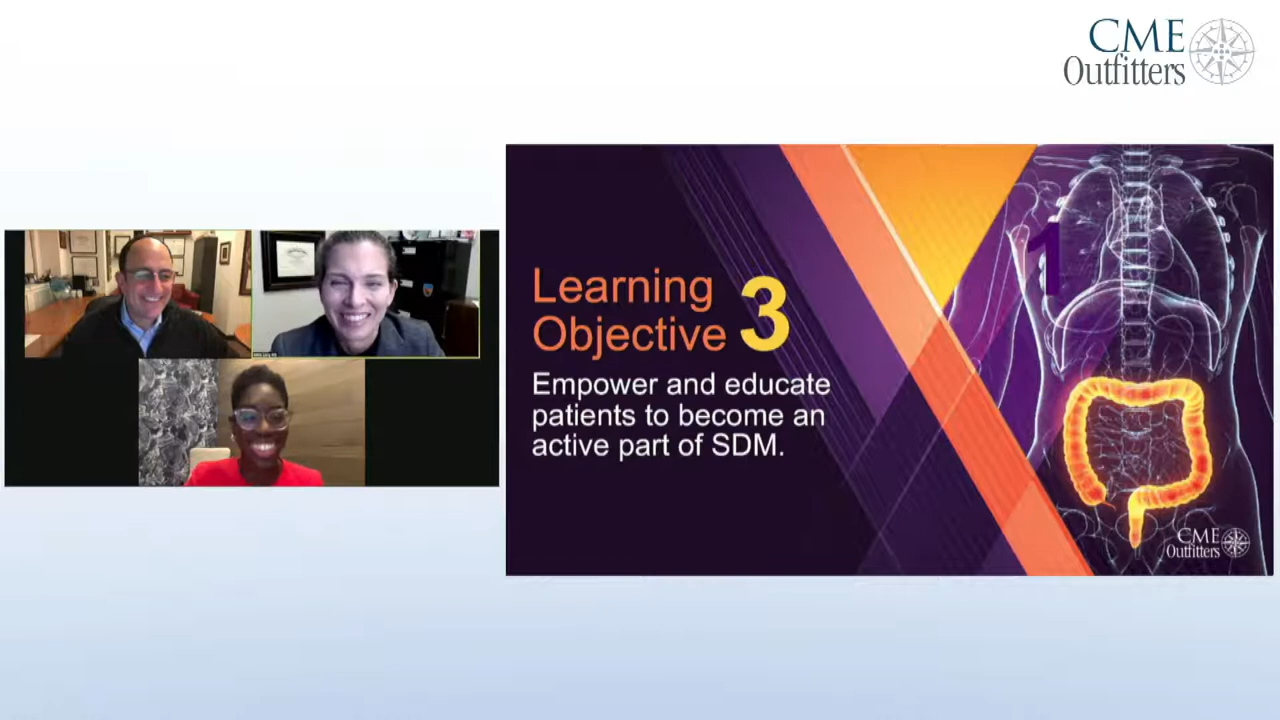 CME
Outfitters
Learning
Objective 3
Empower and educate
patients to become an
active part of SDM.
CME
Outfitters